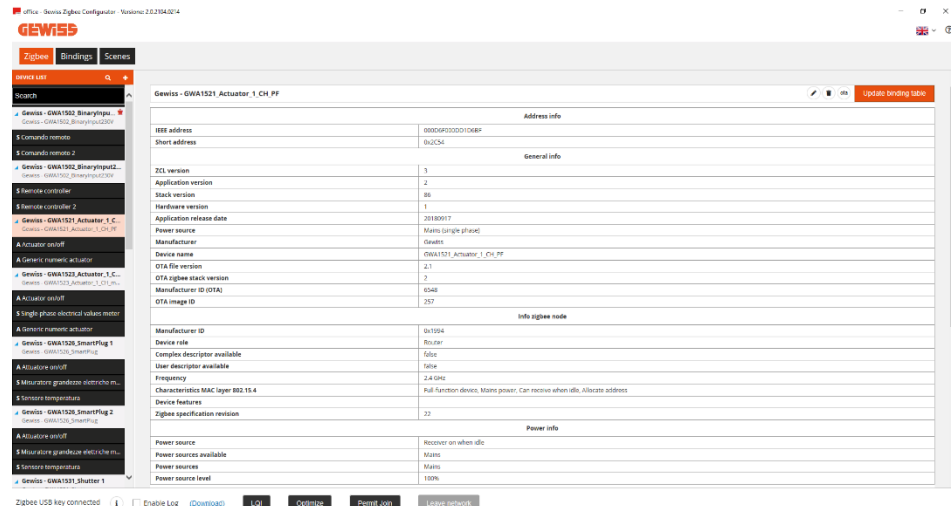 office - Gewiss Zigbee Configurator - Versione: 2.0.2104.0214
GEWISS
Zigbee Bindings Scenes
DEVICE LIST
Search
Gewiss - GWA1502_BinaryInpu...
Gewiss - GWA1502_BinaryInput230V
S Comando remoto
S Comando remoto 2
Gewiss - GWA1502_BinaryInput2...
Gewiss - GWA1502_BinaryInput230V
S Remote controller
S Remote controller 2
Gewiss - GWA1521_Actuator_1_C...
Gewiss - GWA1521_Actuator_1_CH_PF
A Actuator on/off
A Generic numeric actuator
Gewiss - GWA1523_Actuator_1_C...
Gewiss - GWA1523_Actuator_1_CH_m...
A Actuator on/off
S Single-phase electrical values meter
A Generic numeric actuator
Gewiss - GWA1526_SmartPlug 1
Gewiss - GWA1526_SmartPlug
A Attuatore on/off
S Misuratore grandezze elettriche m...
S Sensore temperatura
Gewiss - GWA1526_SmartPlug 2
Gewiss - GWA1526_SmartPlug
A Attuatore on/off
S Misuratore grandezze elettriche m...
S Sensore temperatura
Gewiss - GWA1531_Shutter 1
Gewiss - GWA1521_Actuator_1_CH_PF
OTA
Update binding table
Address info
IEEE address 000D6F000DD1D6BF
Short address 0x2C54
General info
ZCL version 3
Application version 2
Stack version 86
Hardware version 1
Application release date 20180917
Power source Mains (single phase)
Manufacturer Gewiss
Device name GWA1521_Actuator_1_CH_PF
OTA file version 2.1
OTA zigbee stack version 2
Manufacturer ID (OTA) 6548
OTA image ID 257
Info zigbee node
Manufacturer ID 0x1994
Device role Router
Complex descriptor available false
User descriptor available false
Frequency 2.4 GHz
Characteristics MAC layer 802.15.4 Full-function device, Mains power, Can receive when idle, Allocate address
Device features
Zigbee specification revision 22
Power info
Power source Receiver on when idle
Power sources available Mains
Power sources Mains
Power source level 100%
Zigbee USB key connected i Enable Log (Download) LQI Optimize Permit Join Leave network